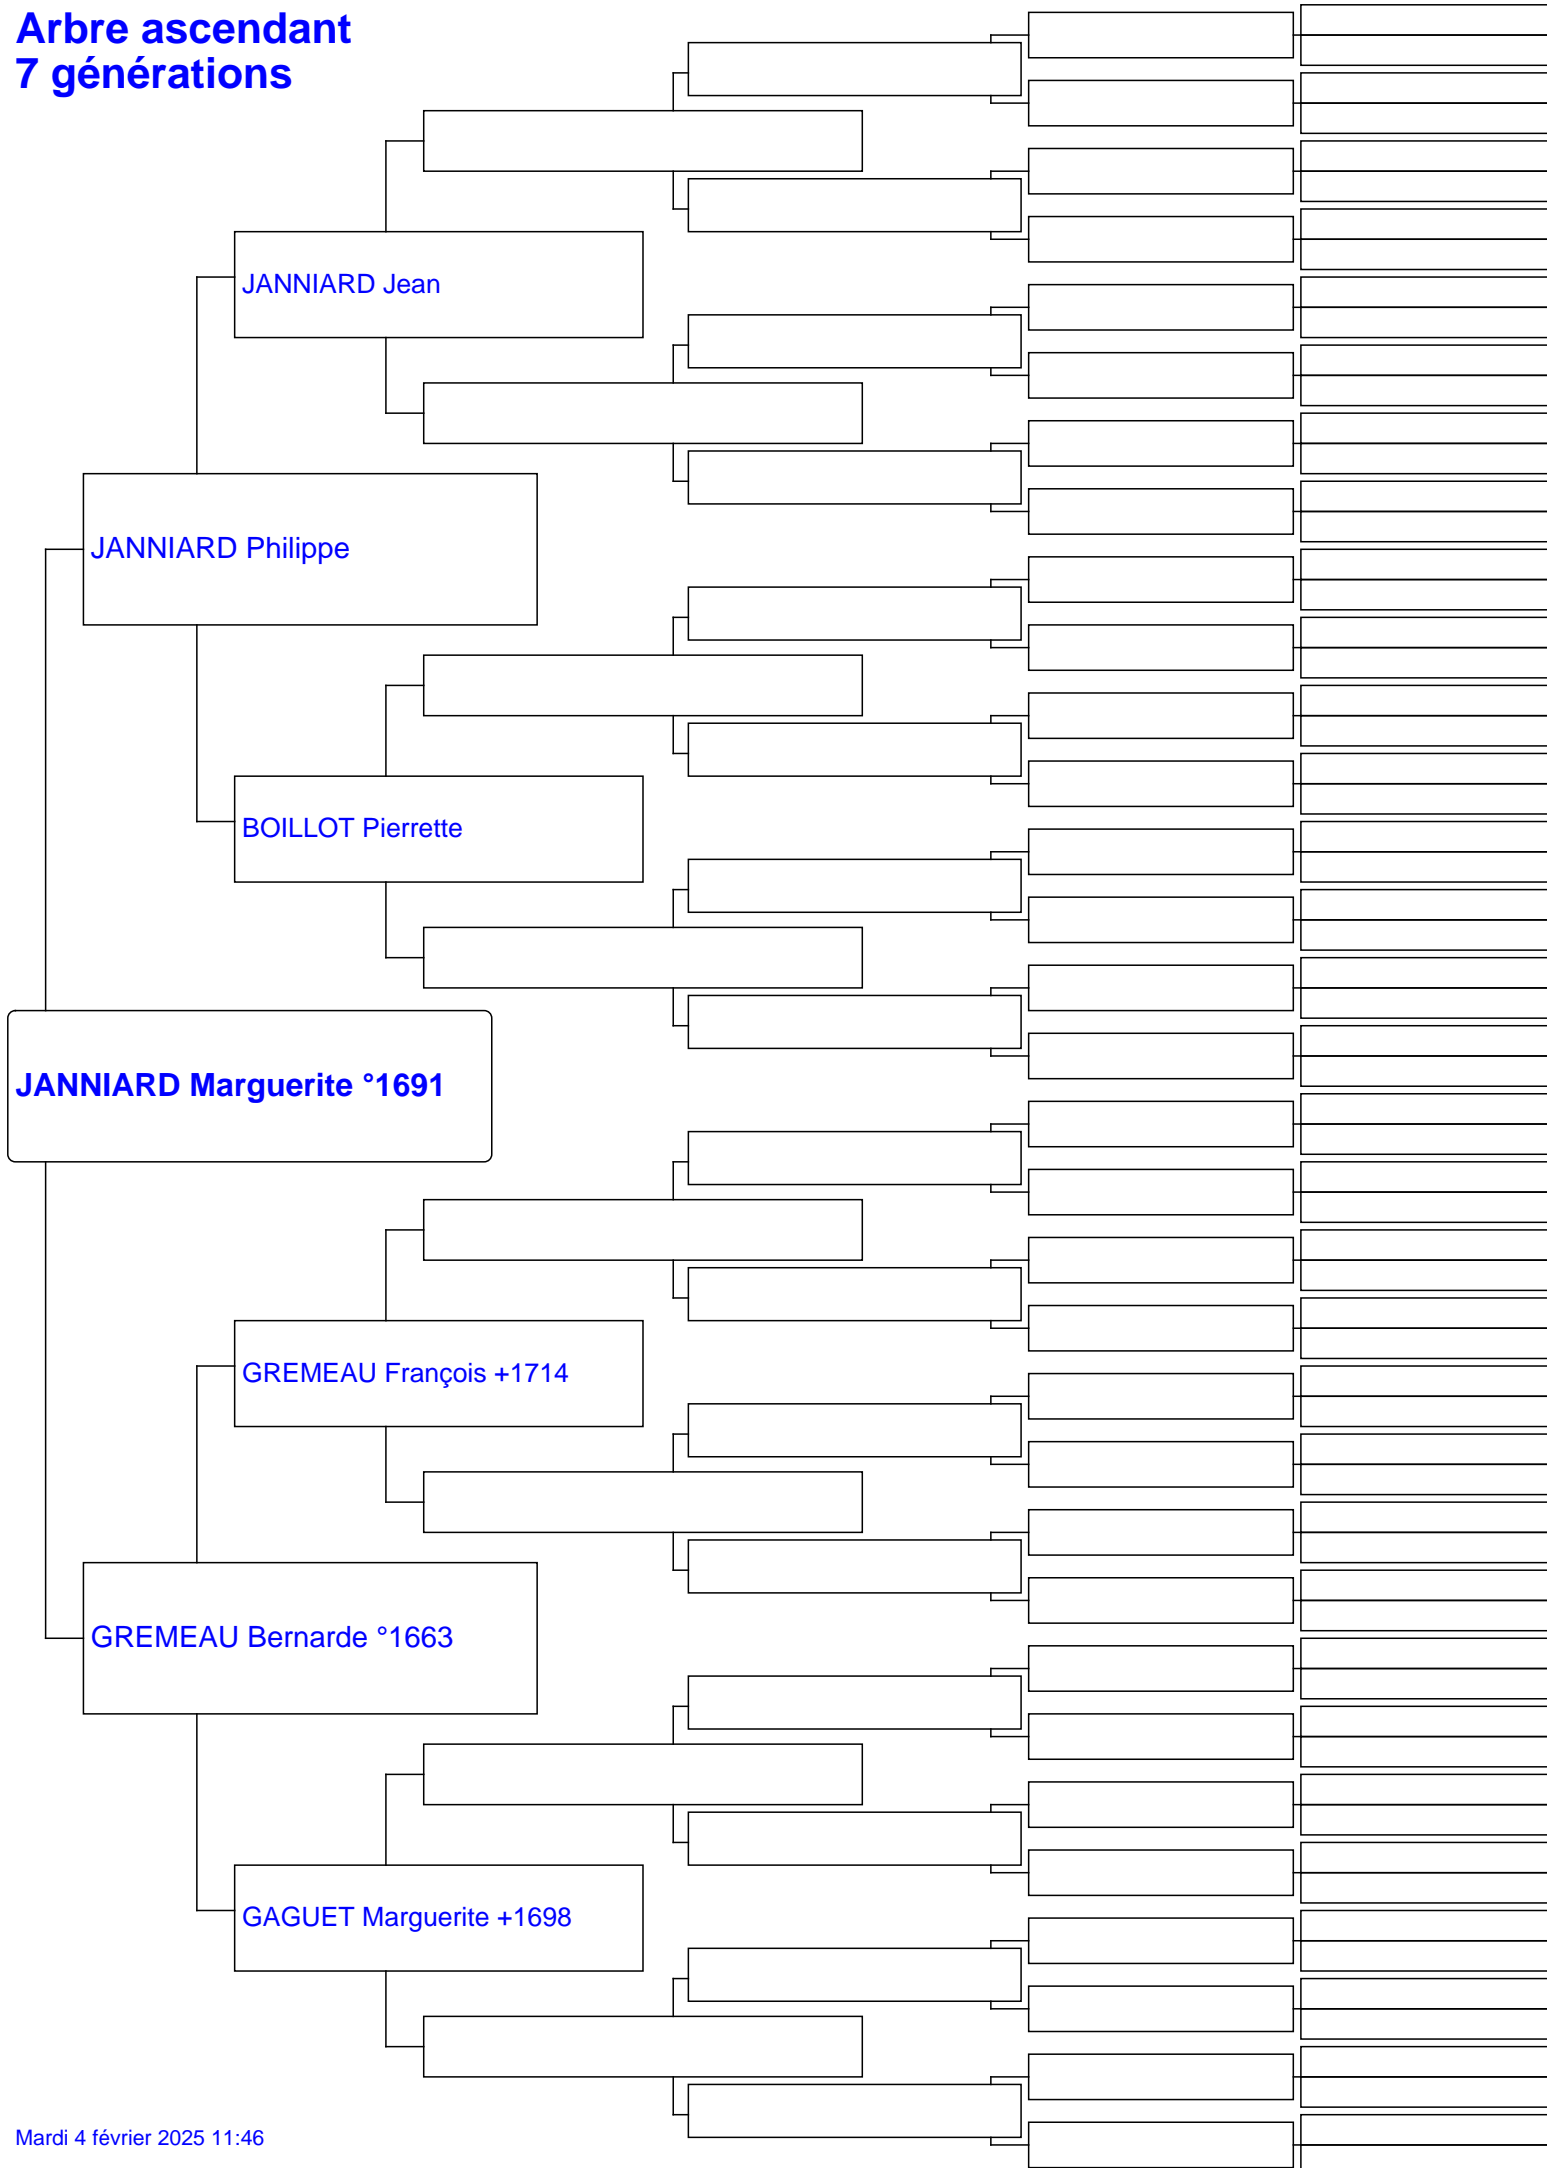 Arbre ascendant
7 générations
JANNIARD Jean
JANNIARD Philippe
BOILLOT Pierrette
JANNIARD Marguerite °1691
GREMEAU François +1714
GREMEAU Bernarde °1663
GAGUET Marguerite +1698
Mardi 4 février 2025 11:46